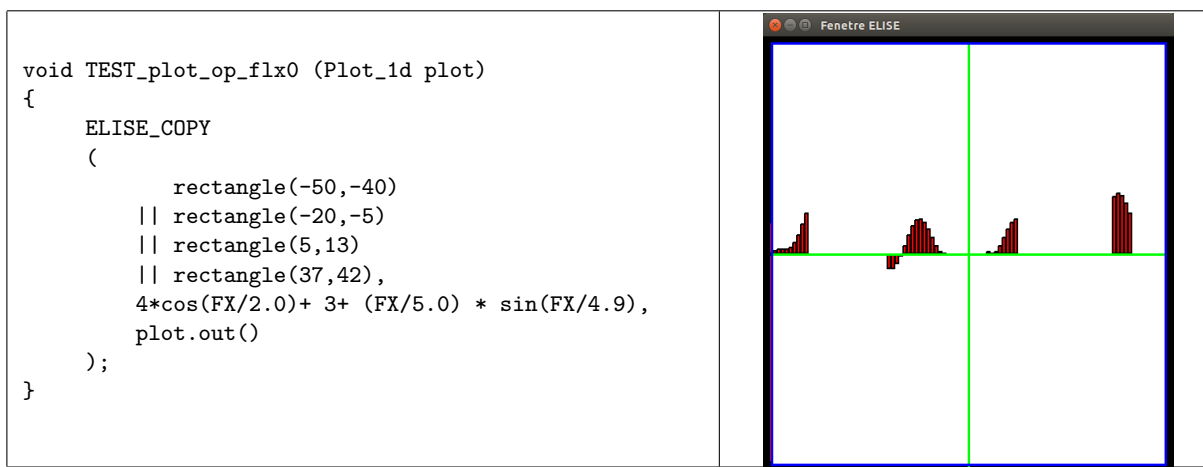 void TEST_plot_op_flx0 (Plot_1d plot)
{
ELISE_COPY
(
rectangle(-50,-40)
|| rectangle(-20,-5)
|| rectangle(5,13)
|| rectangle(37,42),
4*cos(FX/2.0)+ 3+ (FX/5.0) * sin(FX/4.9),
plot.out()
);
}
Fenetre ELISE